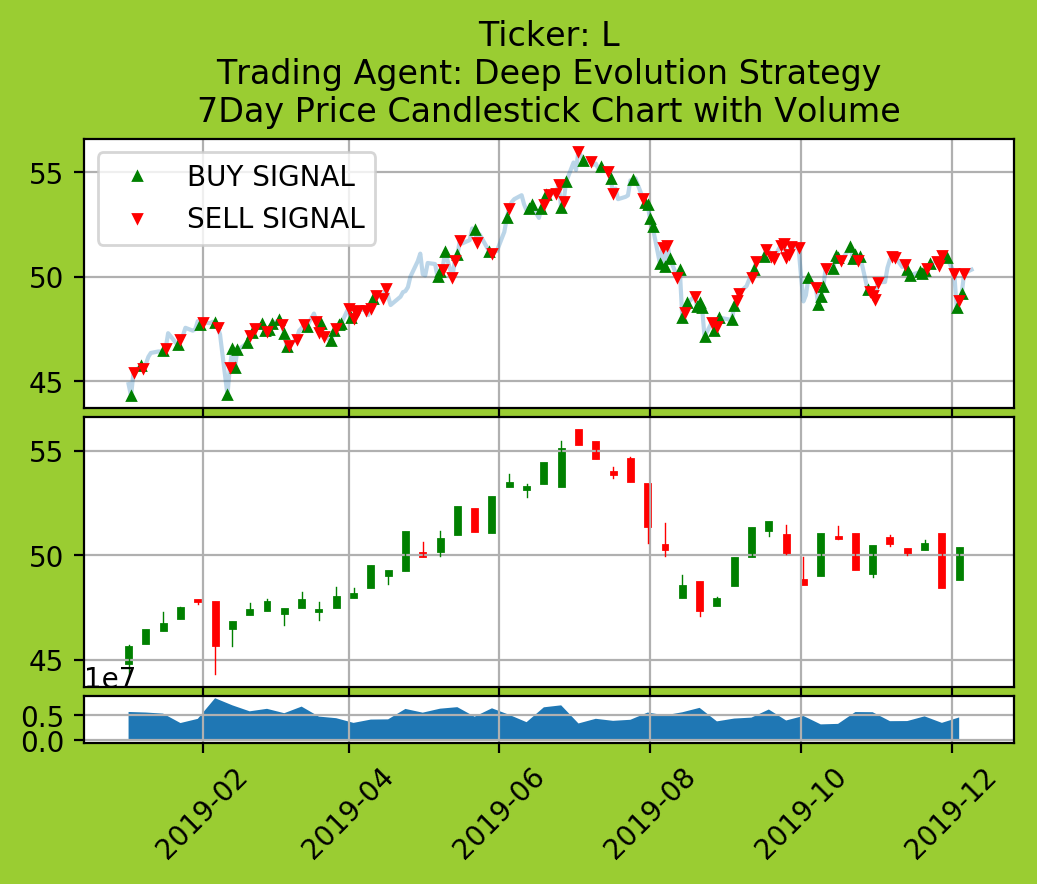 Ticker: L
Trading Agent: Deep Evolution Strategy
7Day Price Candlestick Chart with Volume
BUY SIGNAL
SELL SIGNAL
55
50
45
55
50
45
1e7
0.5
0.0
2019-02
2019-04
2019-06
2019-08
2019-10
2019-12